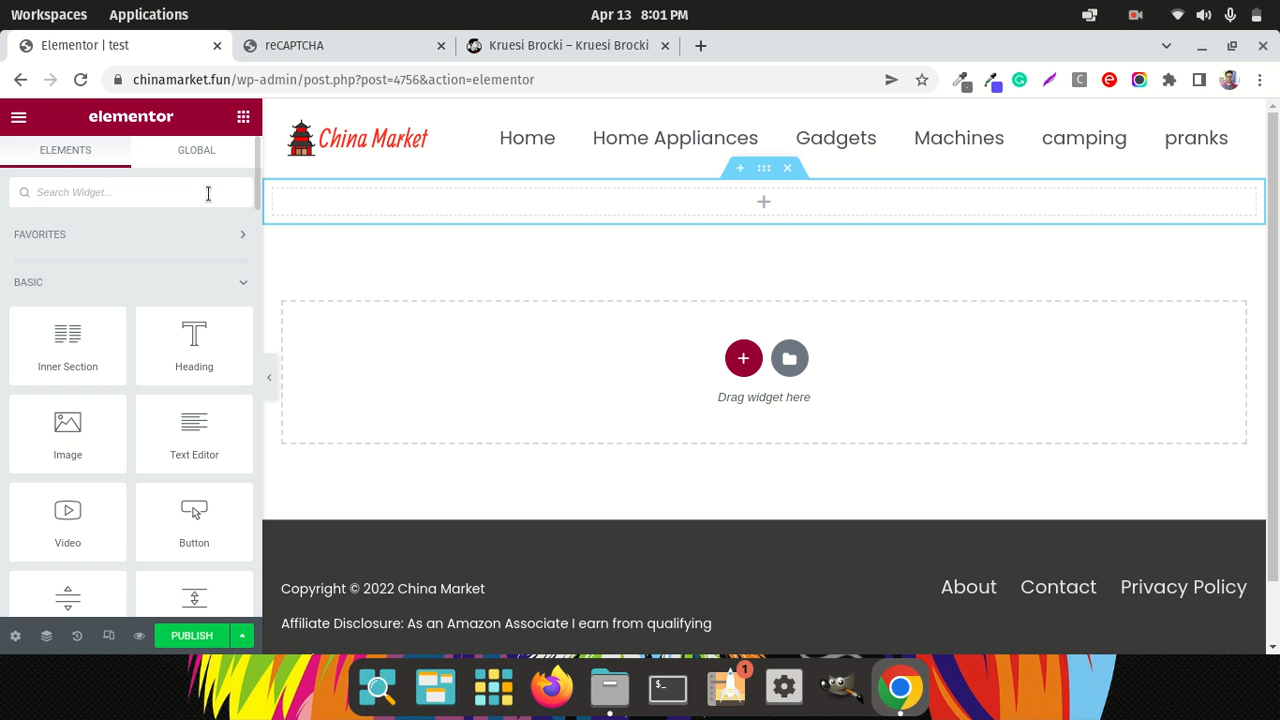 Workspaces Applications Apr 13 8:01 PM
Elementor | test reCAPTCHA Kruesi Brocki – Kruesi Brocki
chinamarket.fun/wp-admin/post.php?post=4756&action=elementor
elementor
ELEMENTS GLOBAL
Search Widget...
FAVORITES
BASIC
Inner Section Heading
Image Text Editor
Video Button
PUBLISH
China Market Home Home Appliances Gadgets Machines camping pranks
Drag widget here
Copyright © 2022 China Market
About Contact Privacy Policy
Affiliate Disclosure: As an Amazon Associate I earn from qualifying
$-
1